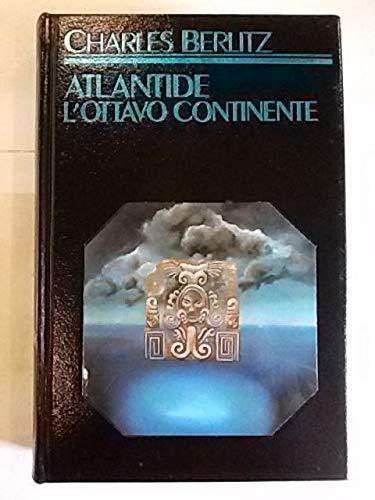 CHARLES BERLITZ
ATLANTIDE
L'OTTAVO CONTINENTE